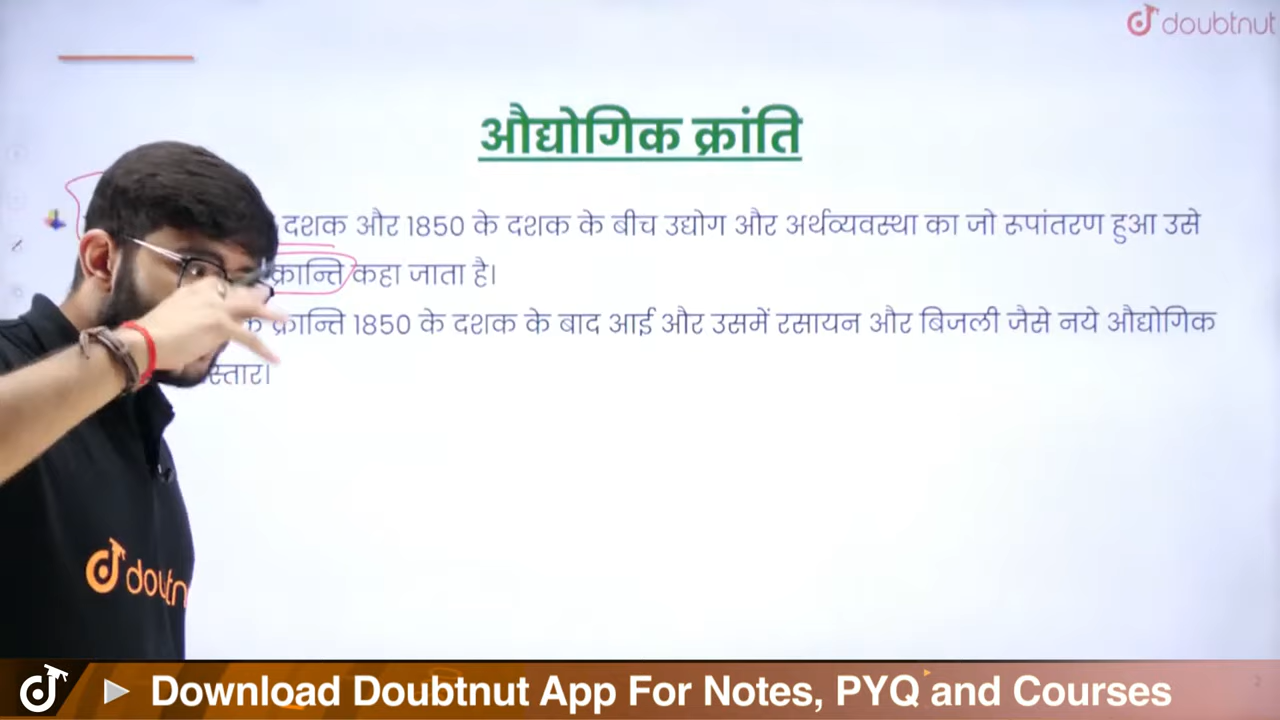 doubtnut
औद्योगिक क्रांति
दशक और 1850 के दशक के बीच उद्योग और अर्थव्यवस्था का जो रूपांतरण हुआ उसे
क्रान्ति कहा जाता है।
क्रान्ति 1850 के दशक के बाद आई और उसमें रसायन और बिजली जैसे नये औद्योगिक
Download Doubtnut App For Notes, PYQ and Courses
2